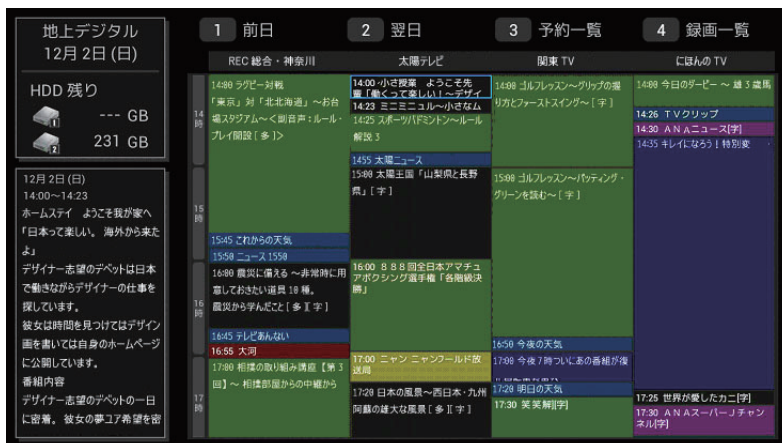 地上デジタル
12月 2日(日)
HDD 残り
1 --- GB
2 231 GB
12月 2日(日)
14:00~14:23
ホームステイ ようこそ我が家へ
「日本って楽しい。 海外から来た
よ」
デザイナー志望のデベットは日本
で働きながらデザイナーの仕事を
探しています。
彼女は時間を見つけてはデザイン
画を書いては自身のホームページ
に公開しています。
番組内容
デザイナー志望のデベットの一日
に密着。 彼女の夢ユア希望を密
1 前日
2 翌日
3 予約一覧
4 録画一覧
REC 総合・神奈川
太陽テレビ
関東 TV
にほんの TV
14時
15時
16時
17時
14:00 ラグビー対戦
「東京」対「北北海道」~お台
場スタジアム~<副音声:ルール・
プレイ開設[多]>
15:45 これからの天気
15:50 ニュース 1550
16:00 震災に備える ~非常時に用
意しておきたい道具 10 種。
震災から学んだこと[多][字]
16:45 テレビあんない
16:55 大河
17:00 相撲の取り組み講座【第 3
回】~ 相撲部屋からの中継から
14:00 小さ授業 ようこそ先
輩「働くって楽しい!~デザイ
14:23 ミニミニュル~小さなム
14:25 スポーツバドミントン~ルール
解説 3
1455 太陽ニュース
15:00 太陽王国「山梨県と長野
県」[字]
16:00 888回全日本アマチュ
アボクシング選手権「各階級決
勝」
17:00 ニャン ニャンフールド放
送局
17:20 日本の風景~西日本・九州
阿蘇の雄大な風景[多][字]
14:00 ゴルフレッスン~グリップの握
り方とファーストスイング~[字]
15:00 ゴルフレッスン~パッティング・
グリーンを読む~[字]
16:50 今夜の天気
17:00 今夜7時ついにあの番組が復
17:20 明日の天気
17:30 笑笑解[字]
14:00 今日のダービー ~ 雄3歳馬
14:26 TVクリップ
14:30 ANAニュース[字]
14:35 キレイになろう!特別変
17:25 世界が愛したカニ[字]
17:30 ANAスーパーJチャン
ネル[字]